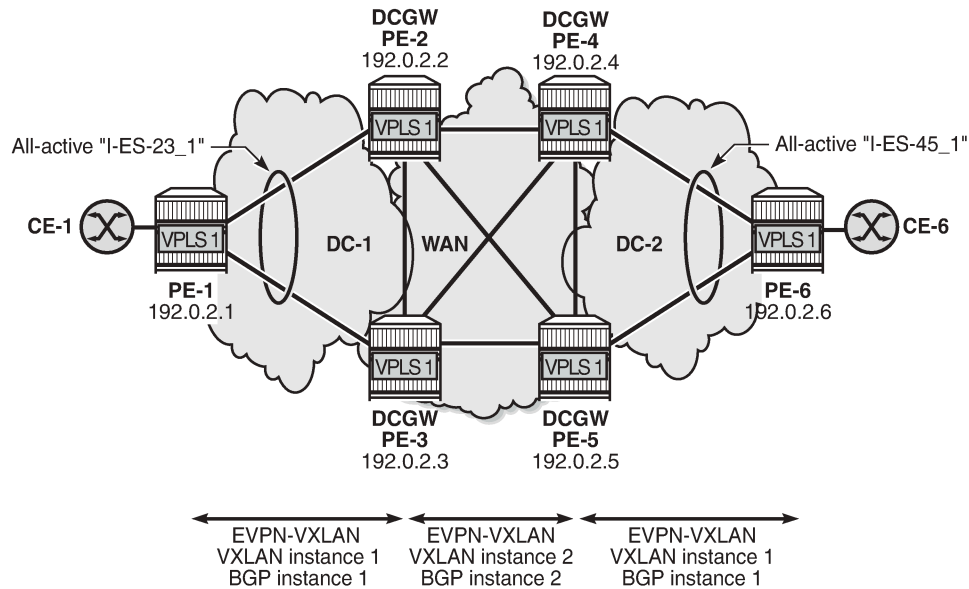 DCGW
PE-2
192.0.2.2
DCGW
PE-4
192.0.2.4
VPLS 1
VPLS 1
All-active "I-ES-23_1"
All-active "I-ES-45_1"
CE-1
VPLS 1
DC-1
WAN
DC-2
VPLS 1
CE-6
PE-1
192.0.2.1
PE-6
192.0.2.6
VPLS 1
VPLS 1
DCGW
PE-3
192.0.2.3
DCGW
PE-5
192.0.2.5
EVPN-VXLAN
VXLAN instance 1
BGP instance 1
EVPN-VXLAN
VXLAN instance 2
BGP instance 2
EVPN-VXLAN
VXLAN instance 1
BGP instance 1